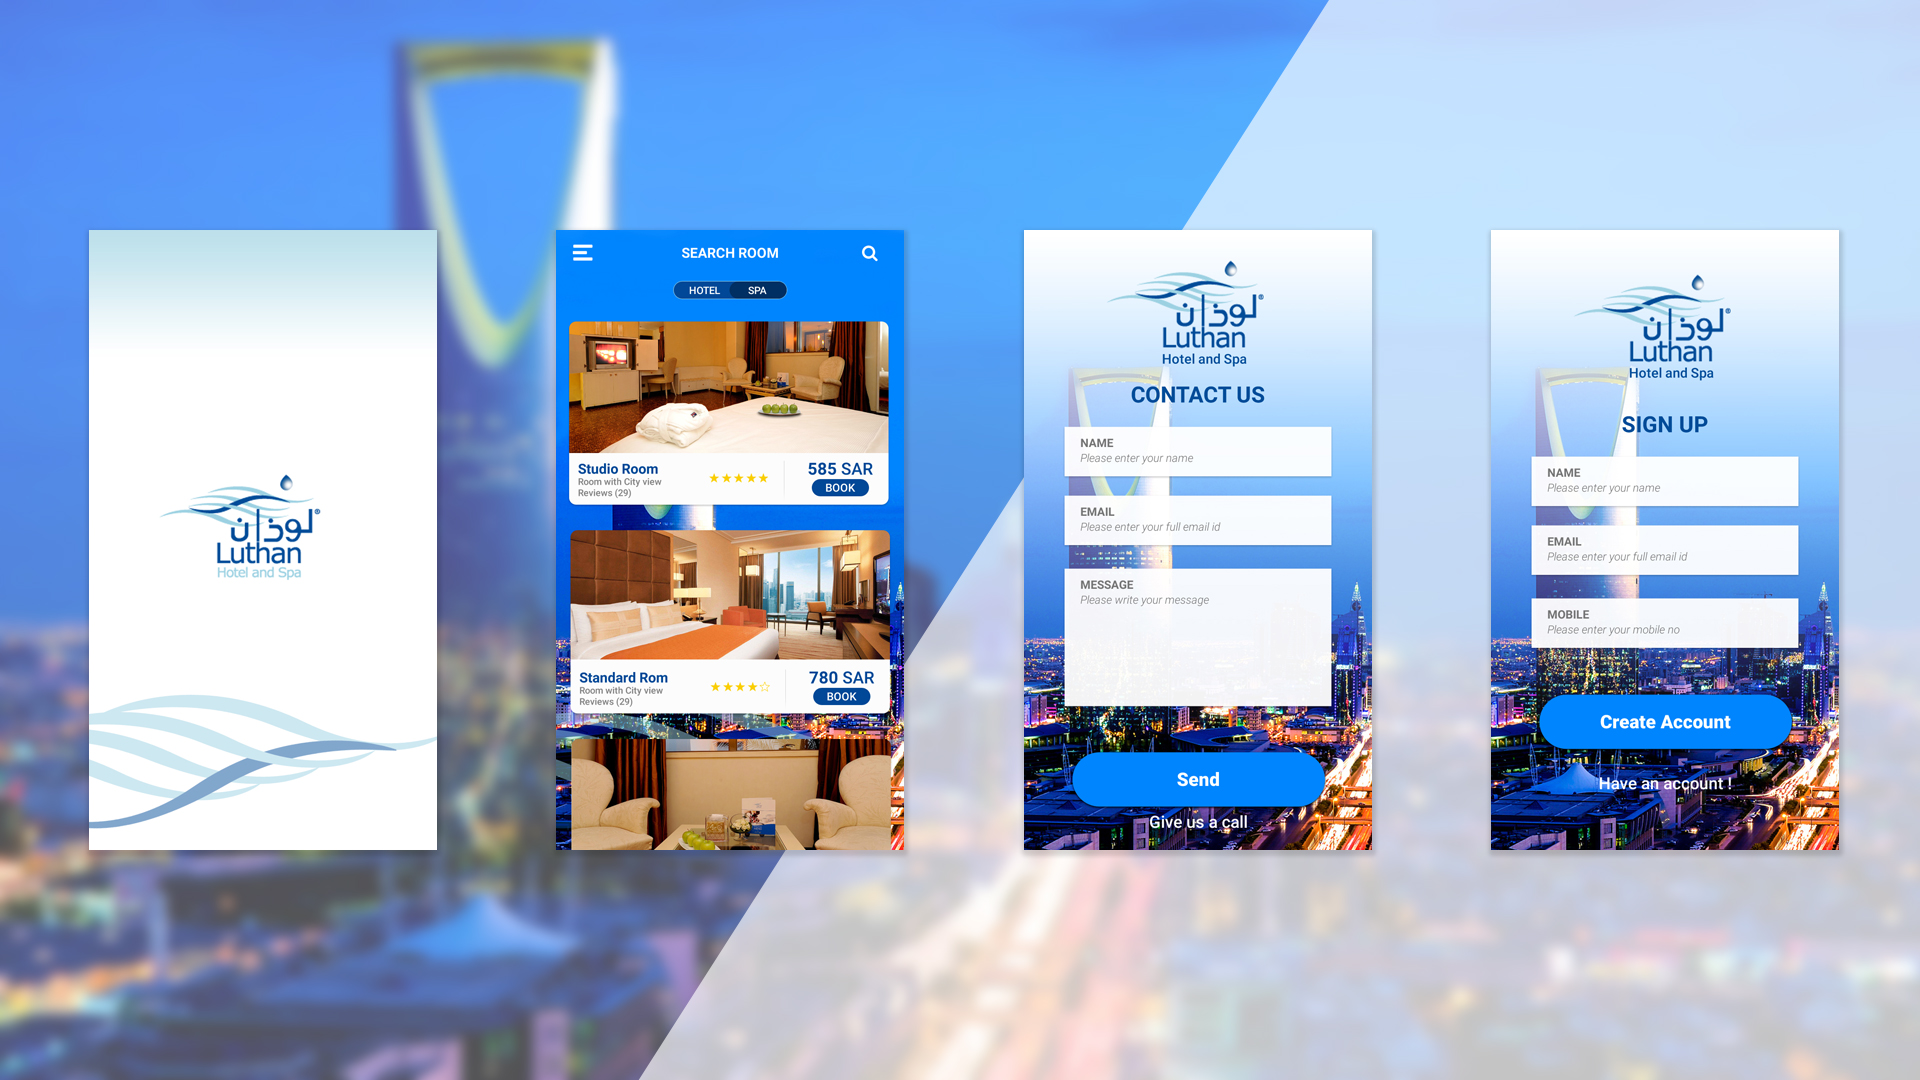 لوذان®
Luthan
Hotel and Spa
SEARCH ROOM
HOTEL SPA
Studio Room
Room with City view
Reviews (29)
585 SAR
BOOK
Standard Rom
Room with City view
Reviews (29)
780 SAR
BOOK
لوذان®
Luthan
Hotel and Spa
CONTACT US
NAME
Please enter your name
EMAIL
Please enter your full email id
MESSAGE
Please write your message
Send
Give us a call
لوذان®
Luthan
Hotel and Spa
SIGN UP
NAME
Please enter your name
EMAIL
Please enter your full email id
MOBILE
Please enter your mobile no
Create Account
Have an account !